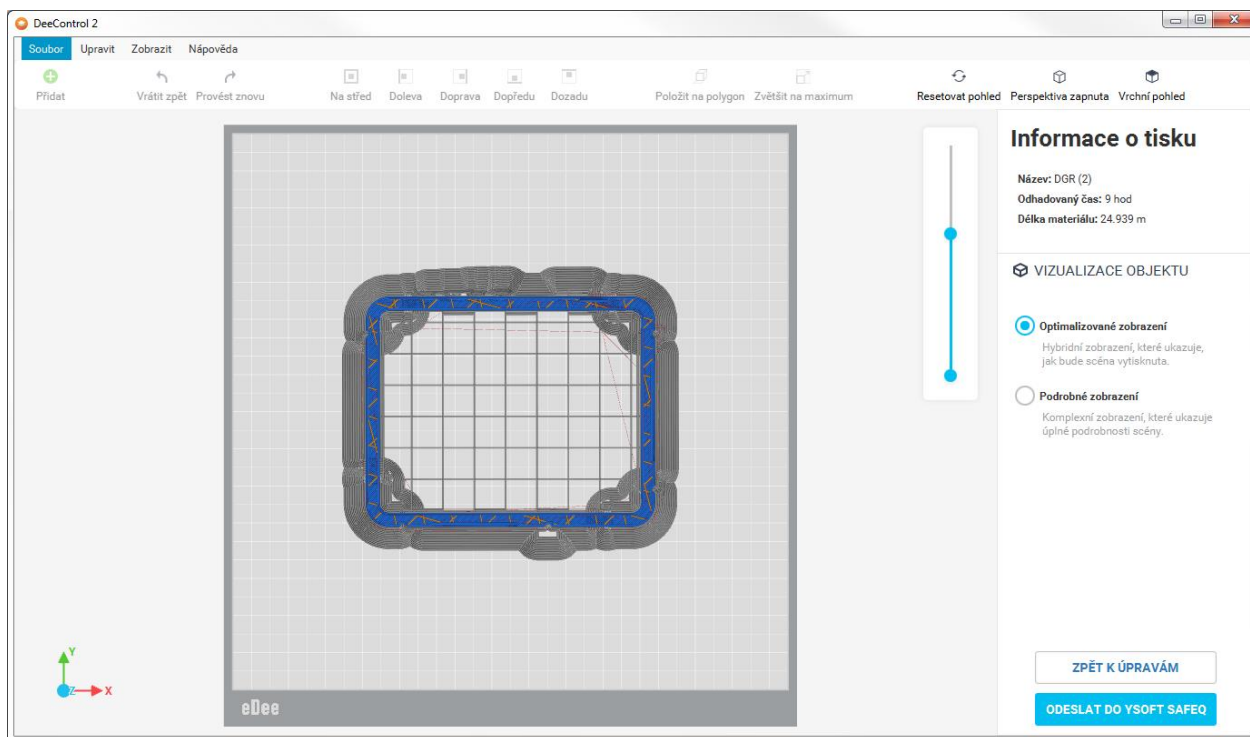 DeeControl 2
Soubor Upravit Zobrazit Nápověda
Přidat Vrátit zpět Provést znovu Na střed Doleva Doprava Dopředu Dozadu Položit na polygon Zvětšit na maximum Resetovat pohled Perspektiva zapnuta Vrchní pohled
Informace o tisku
Název: DGR (2)
Odhadovaný čas: 9 hod
Délka materiálu: 24.939 m
VIZUALIZACE OBJEKTU
Optimalizované zobrazení
Hybridní zobrazení, které ukazuje,
jak bude scéna vytisknuta.
Podrobné zobrazení
Komplexní zobrazení, které ukazuje
úplné podrobnosti scény.
Y
Z X
eDee
ZPĚT K ÚPRAVÁM
ODESLAT DO YSOFT SAFEQ